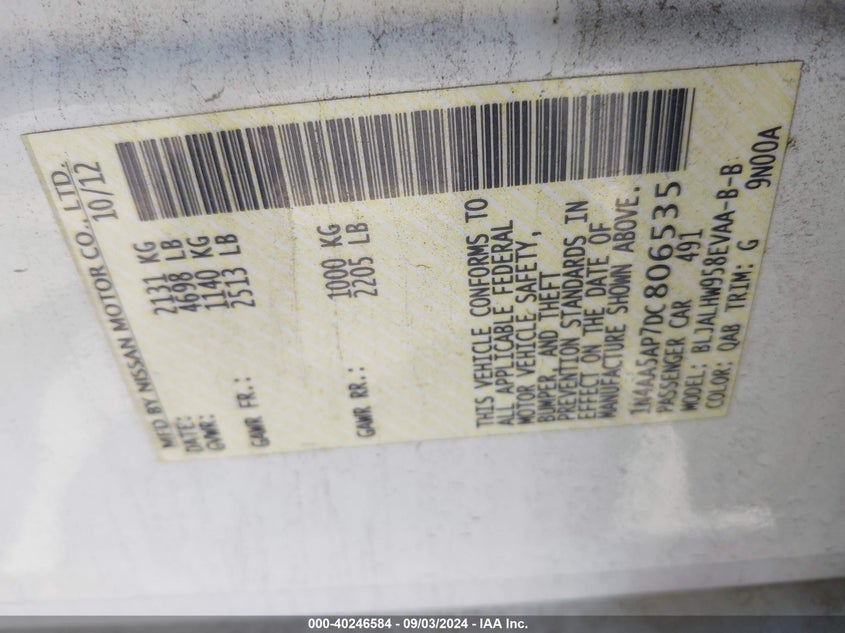 MFD BY NISSAN MOTOR CO., LTD.
DATE: 10/12
GVWR: 2131 KG
4698 LB
GAWR FR.: 1140 KG
2513 LB
GAWR RR.: 1000 KG
2205 LB
THIS VEHICLE CONFORMS TO
ALL APPLICABLE FEDERAL
MOTOR VEHICLE SAFETY,
BUMPER, AND THEFT
PREVENTION STANDARDS IN
EFFECT ON THE DATE OF
MANUFACTURE SHOWN ABOVE.
1N4AA5AP7DC806535
PASSENGER CAR 491
MODEL: BLJALHW958EVAA-B-B
COLOR: QAB TRIM: G 9N00A
000-40246584 - 09/03/2024 - IAA Inc.